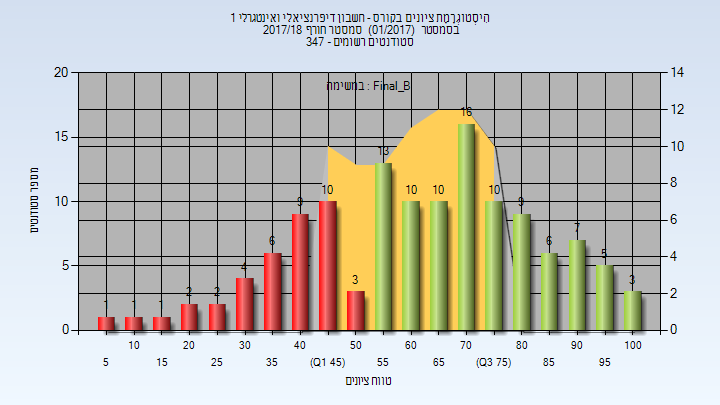 היסטוגרמת ציונים בקורס - חשבון דיפרנציאלי ואינטגרלי 1
בסמסטר (01/2017) סמסטר חורף 2017/18
סטודנטים רשומים - 347
במשימה : Final_B
מספר סטודנטים
20
15
10
5
0
14
12
10
8
6
4
2
0
1 1 1 2 2 4 6 9 10 3 13 10 10 16 10 9 6 7 5 3
10 20 30 40 50 60 70 80 90 100
5 15 25 35 (Q1 45) 55 65 (Q3 75) 85 95
טווח ציונים